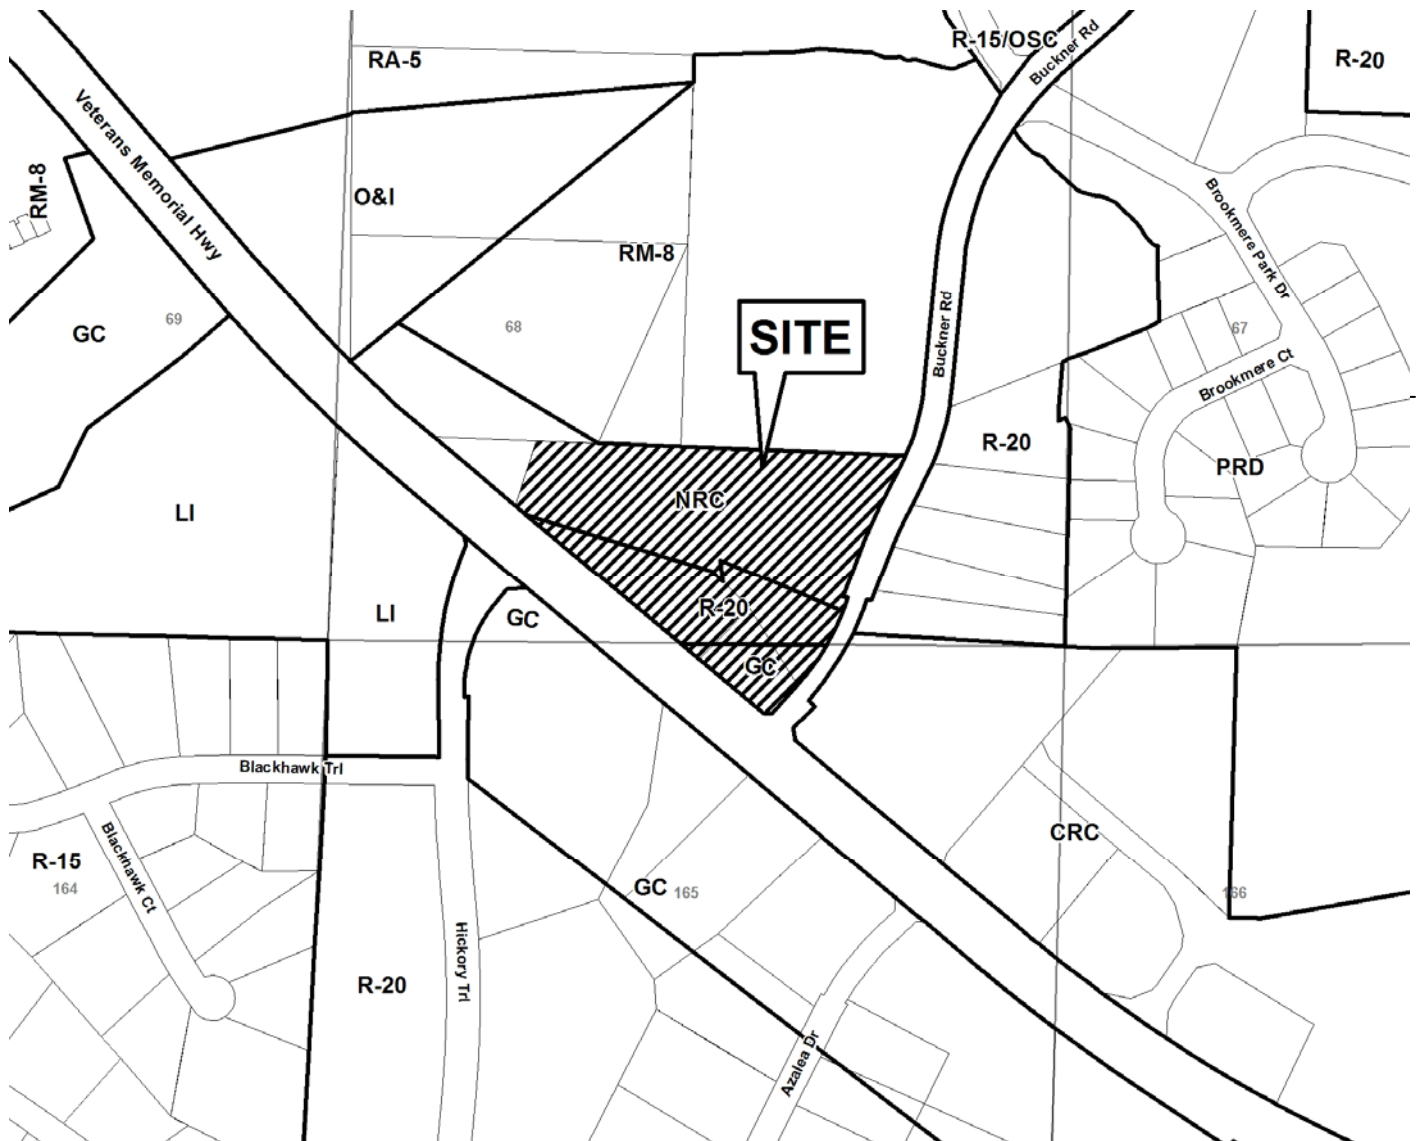 R-15/OSC
Buckner Rd
RA-5
R-20
Veterans Memorial Hwy
RM-8
O&I
Brookmere Park Dr
RM-8
69
68
SITE
Buckner Rd
67
GC
Brookmere Ct
R-20
PRD
NRC
LI
R-20
LI
GC
GC
Blackhawk Trl
CRC
R-15
164
Blackhawk Ct
GC
165
166
Hickory Trl
R-20
Azalea Dr